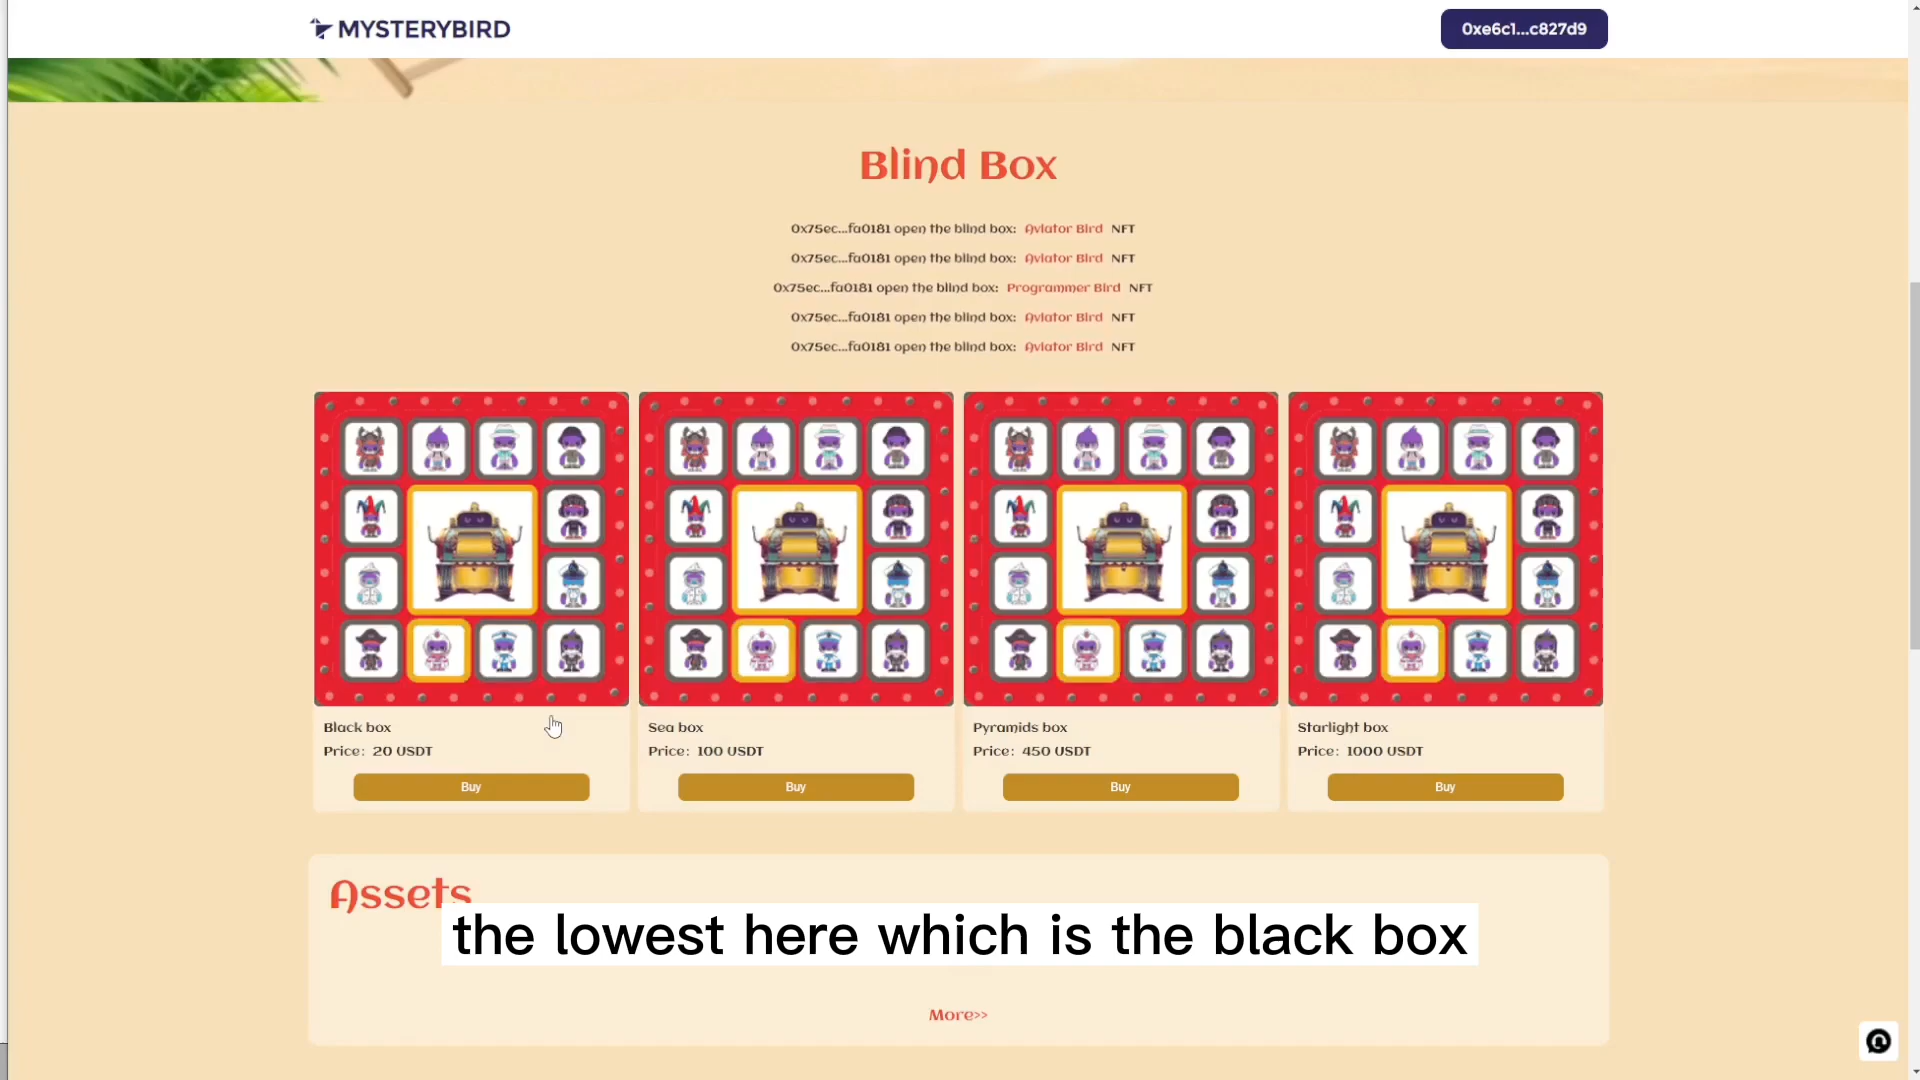 MYSTERYBIRD
0xe6c1...c827d9
Blind Box
0x75ec...fa0181 open the blind box: Aviator Bird NFT
0x75ec...fa0181 open the blind box: Aviator Bird NFT
0x75ec...fa0181 open the blind box: Programmer Bird NFT
0x75ec...fa0181 open the blind box: Aviator Bird NFT
0x75ec...fa0181 open the blind box: Aviator Bird NFT
Black box
Price: 20 USDT
Buy
Sea box
Price: 100 USDT
Buy
Pyramids box
Price: 450 USDT
Buy
Starlight box
Price: 1000 USDT
Buy
Assets
the lowest here which is the black box
More>>